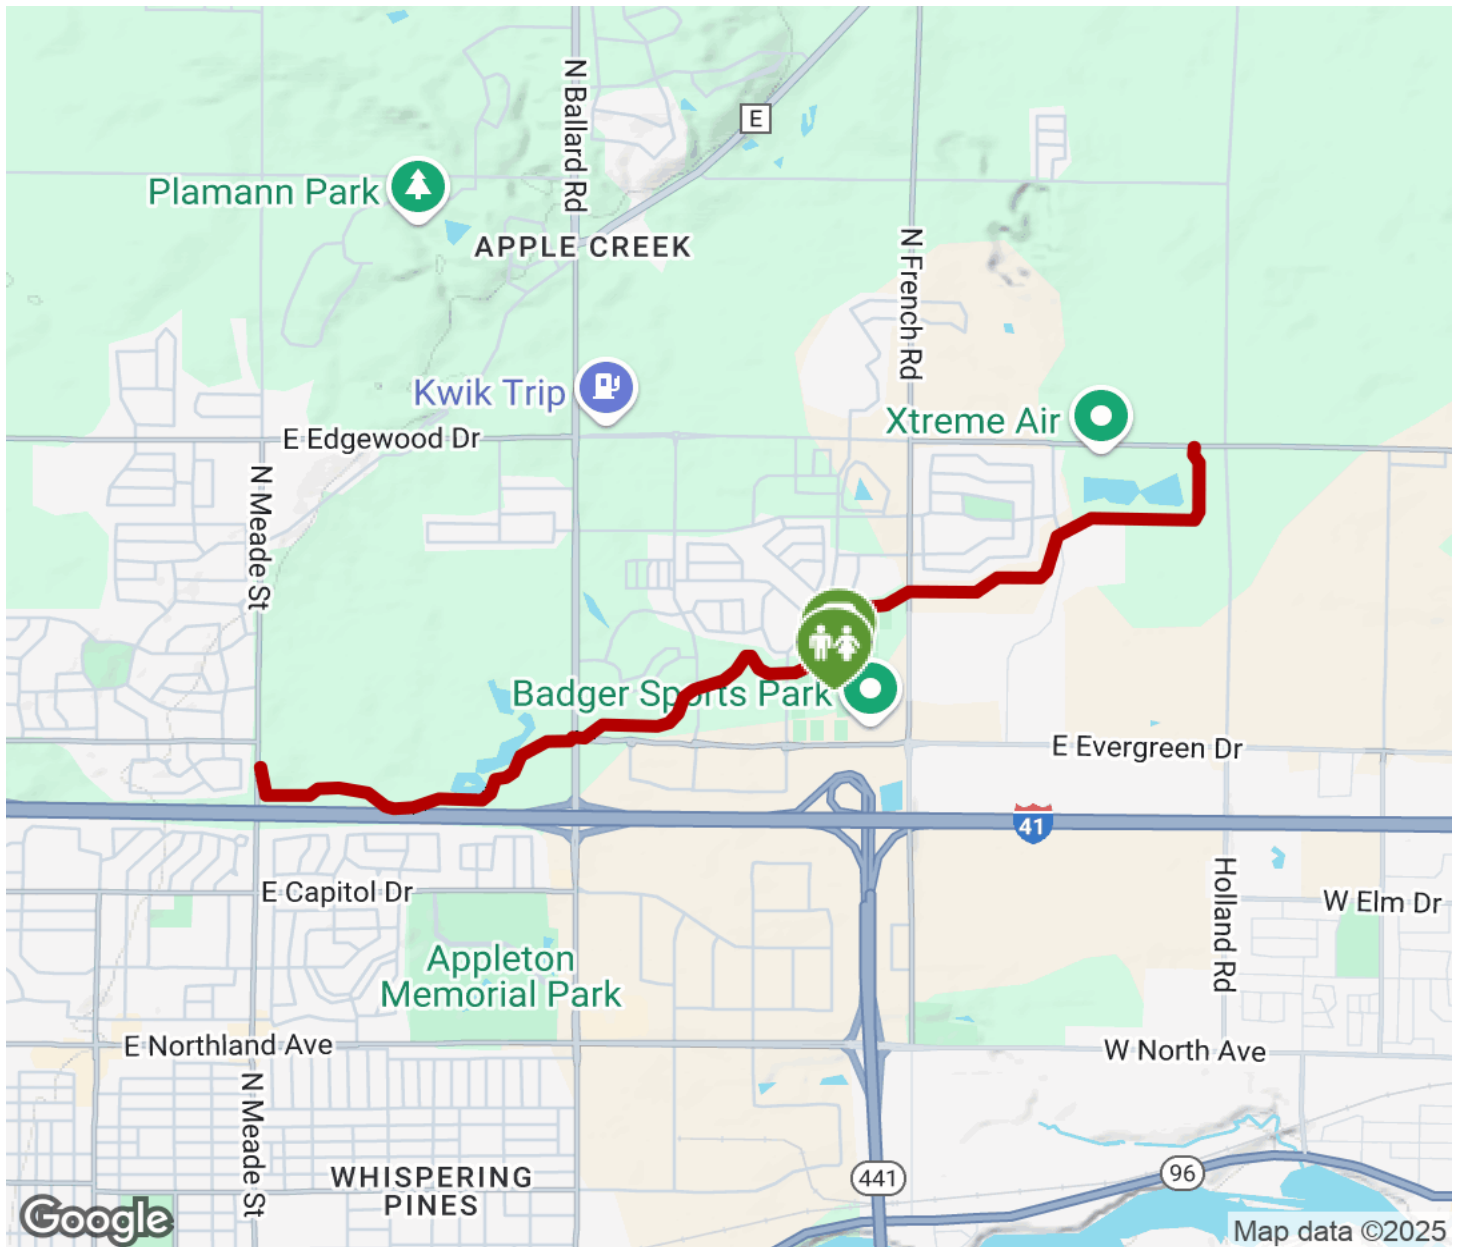 N Ballard Rd
E
Plamann Park
APPLE CREEK
N French Rd
Kwik Trip
Xtreme Air
E Edgewood Dr
N Meade St
Badger Sports Park
E Evergreen Dr
41
E Capitol Dr
Holland Rd
W Elm Dr
Appleton
Memorial Park
E Northland Ave
W North Ave
N Meade St
WHISPERING
PINES
441
96
Google
Map data ©2025